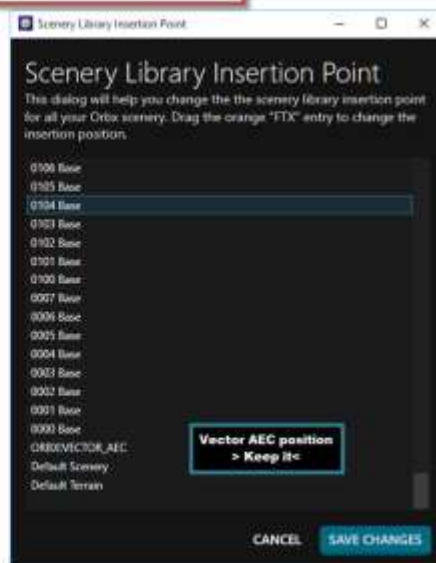 Scenery Library Insertion Point
Scenery Library Insertion Point
This dialog will help you change the the scenery library insertion point
for all your Orbx scenery. Drag the orange "FTX" entry to change the
insertion position.
0106 Base
0105 Base
0104 Base
0103 Base
0102 Base
0101 Base
0100 Base
0007 Base
0006 Base
0005 Base
0004 Base
0003 Base
0002 Base
0001 Base
0000 Base
ORBX!VECTOR_AEC
Vector AEC position
> Keep it<
Default Scenery
Default Terrain
CANCEL
SAVE CHANGES